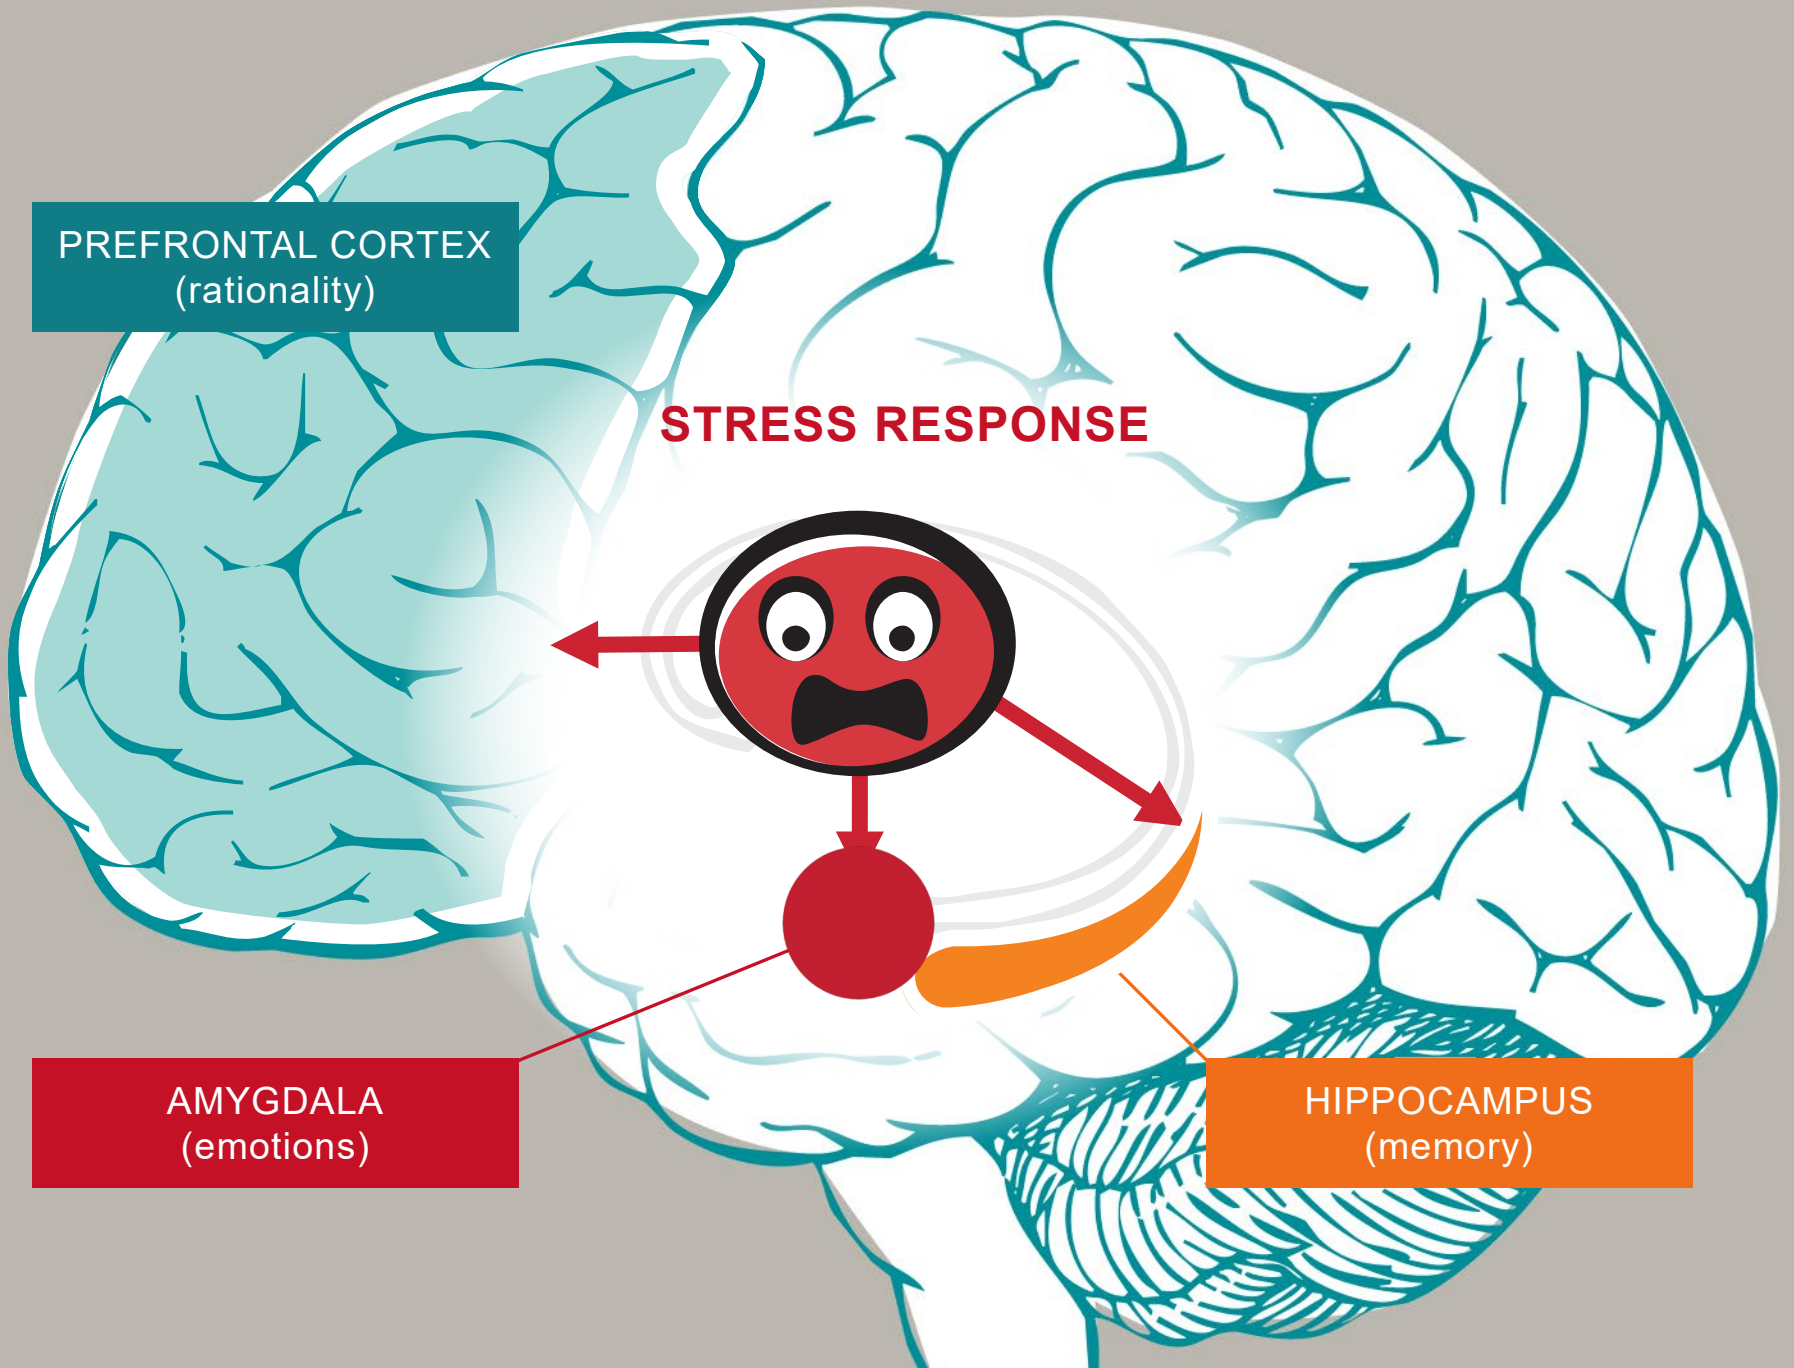 PREFRONTAL CORTEX
(rationality)
STRESS RESPONSE
AMYGDALA
(emotions)
HIPPOCAMPUS
(memory)